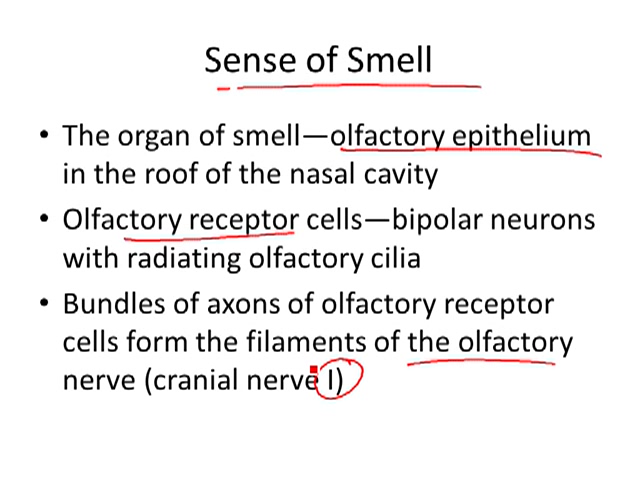 Sense of Smell
• The organ of smell—olfactory epithelium
in the roof of the nasal cavity
• Olfactory receptor cells—bipolar neurons
with radiating olfactory cilia
• Bundles of axons of olfactory receptor
cells form the filaments of the olfactory
nerve (cranial nerve I)